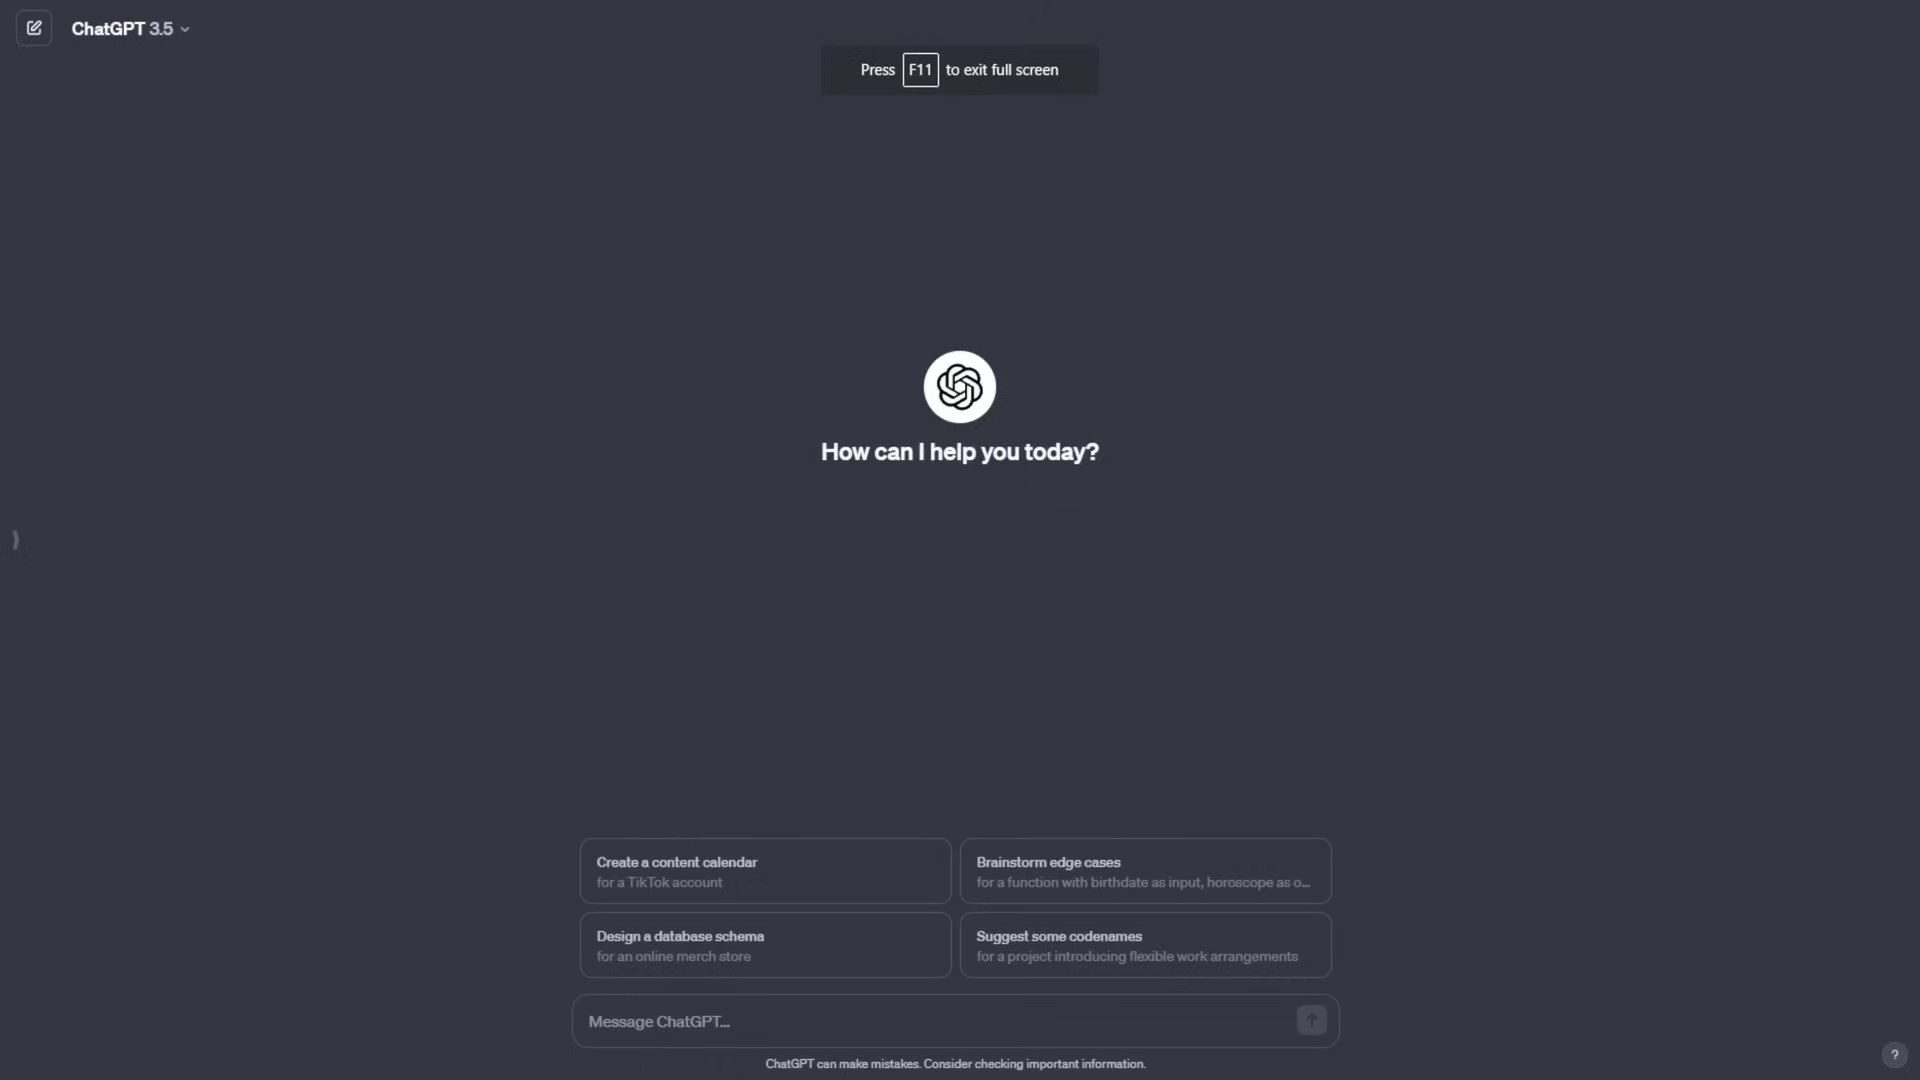 ChatGPT 3.5
Press F11 to exit full screen
How can I help you today?
Create a content calendar
for a TikTok account
Brainstorm edge cases
for a function with birthdate as input, horoscope as o...
Design a database schema
for an online merch store
Suggest some codenames
for a project introducing flexible work arrangements
Message ChatGPT...
ChatGPT can make mistakes. Consider checking important information.
?